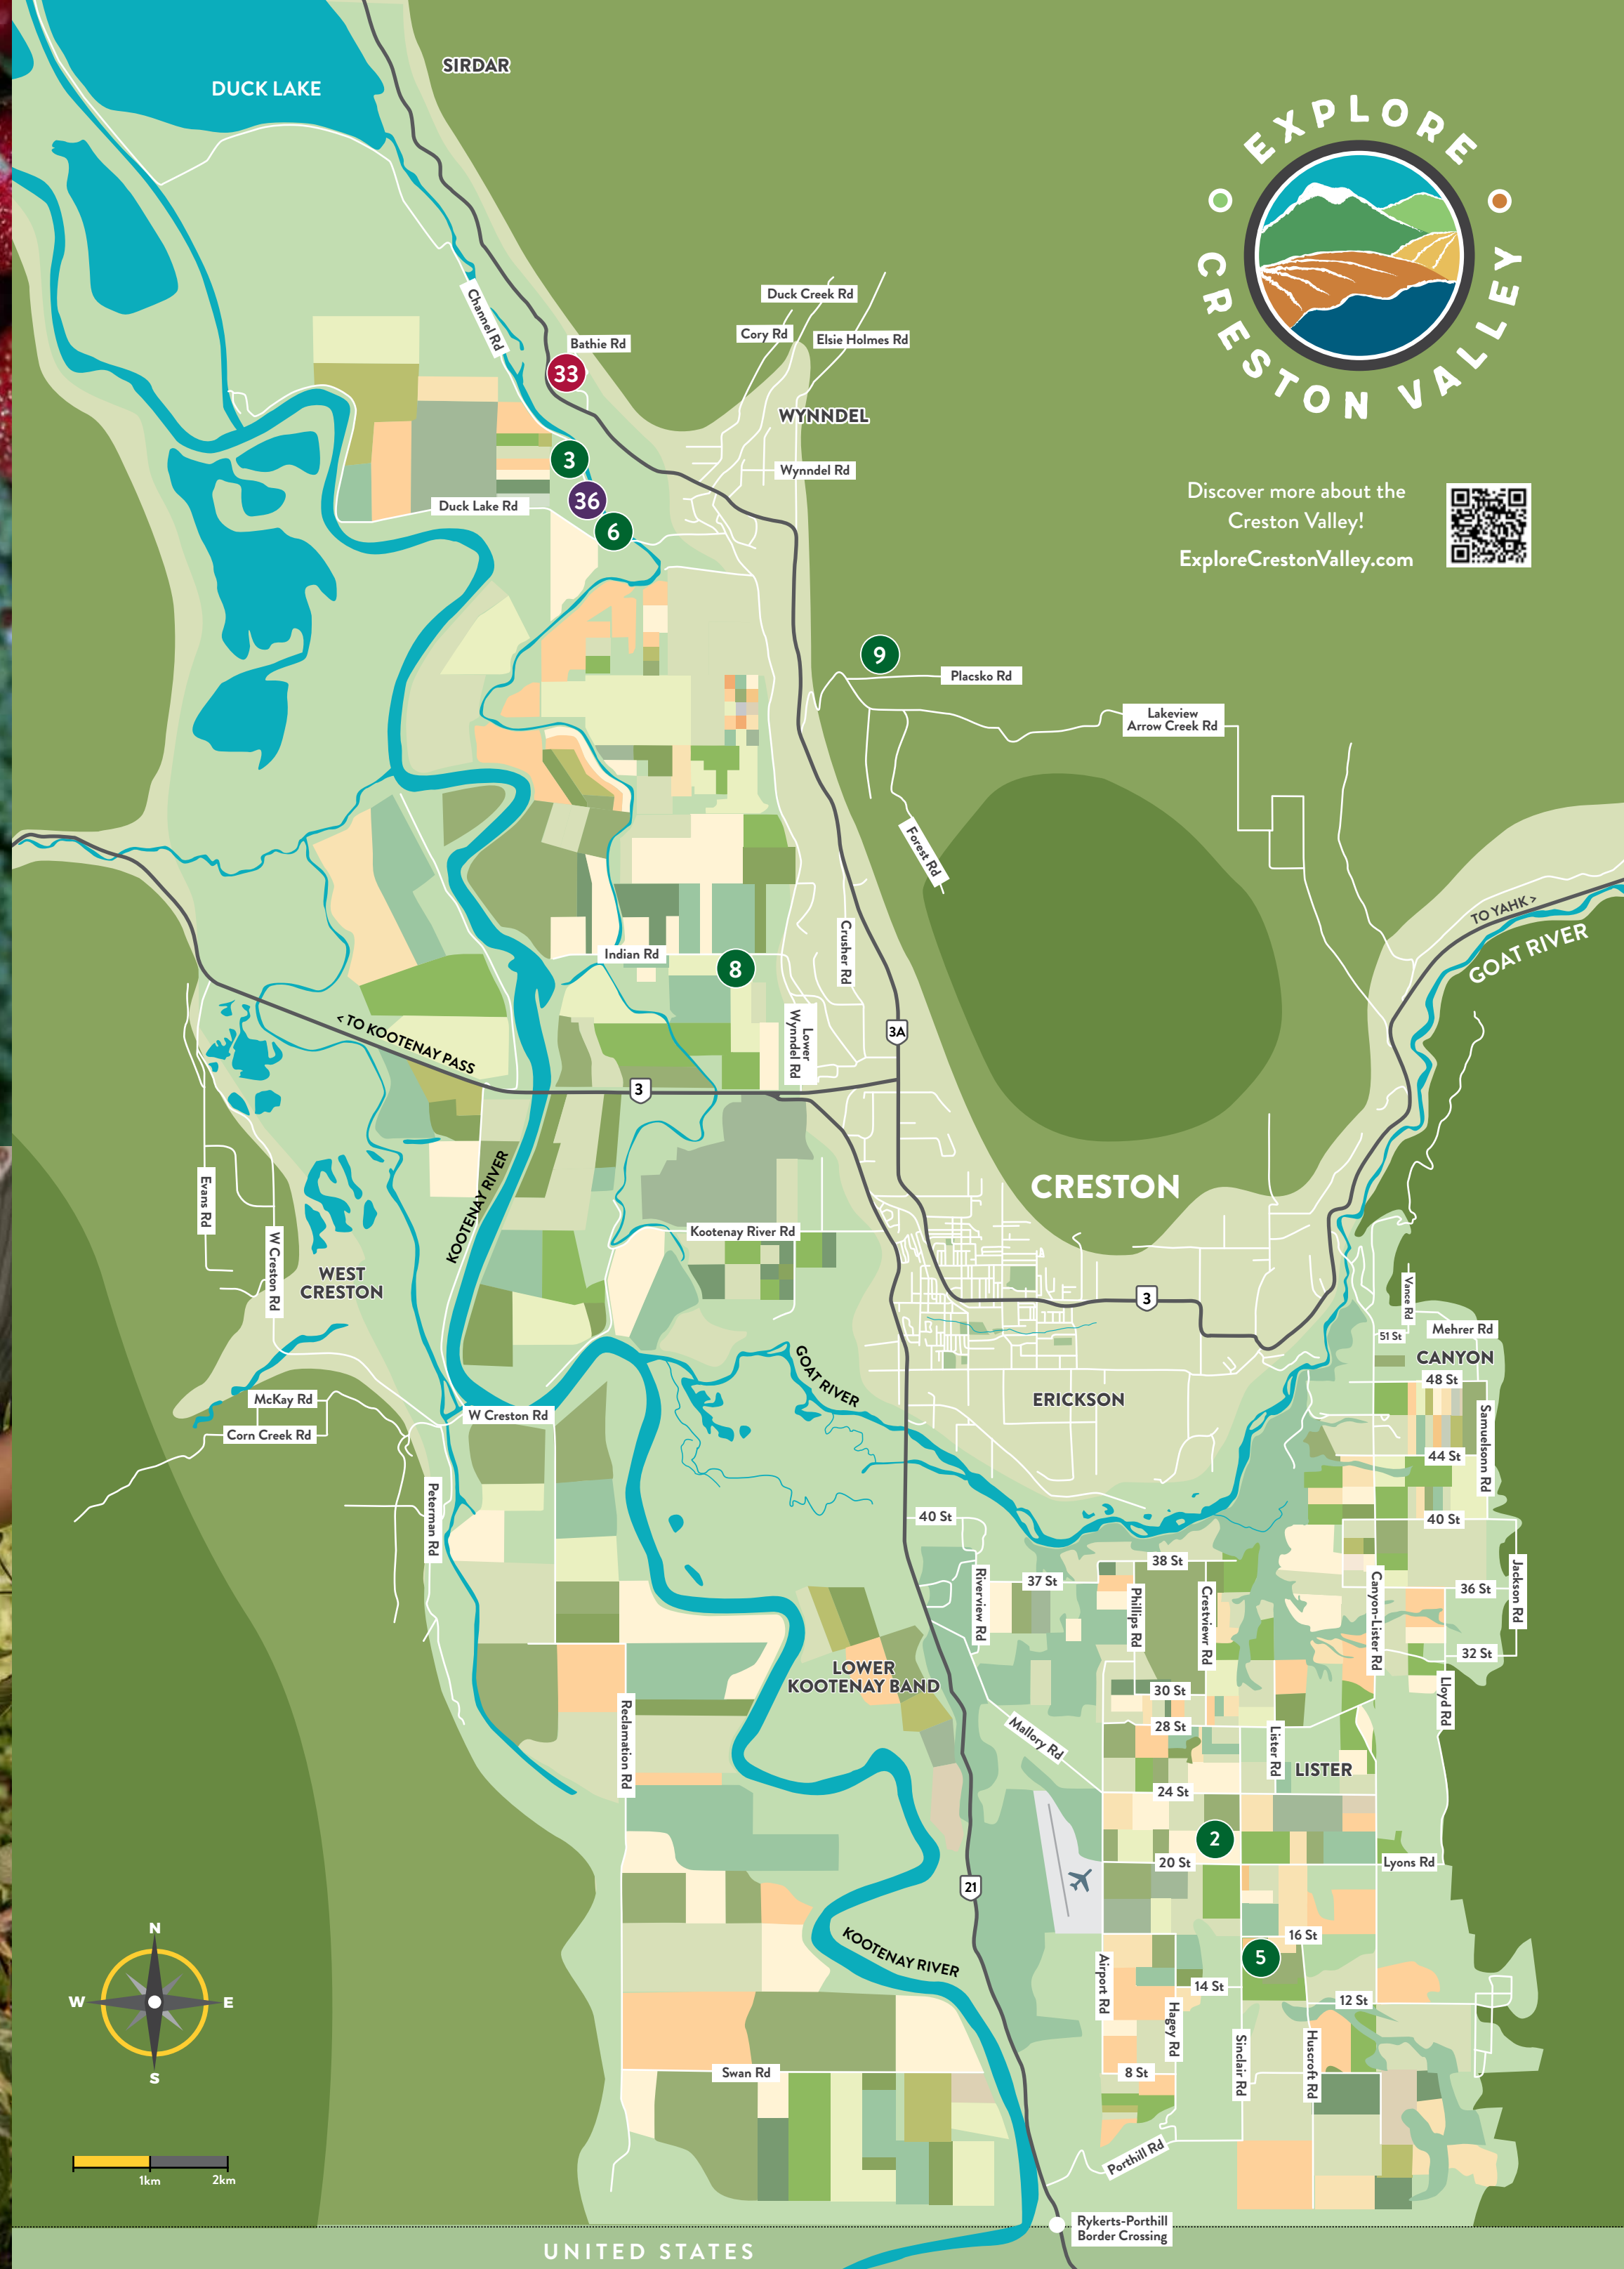 SIRDAR
DUCK LAKE
EXPLORE
CRESTON VALLEY
Channel Rd
Duck Creek Rd
Cory Rd
Elsie Holmes Rd
Bathie Rd
33
WYNNDEL
3
Wynndel Rd
36
Duck Lake Rd
6
Discover more about the
Creston Valley!
ExploreCrestonValley.com
9
Placsko Rd
Lakeview
Arrow Creek Rd
Forest Rd
TO YAHK >
GOAT RIVER
Crusher Rd
Indian Rd
8
Lower
Wynndel Rd
3A
< TO KOOTENAY PASS
3
KOOTENAY RIVER
Evans Rd
W Creston Rd
WEST
CRESTON
CRESTON
Kootenay River Rd
3
Vance Rd
51 St
Mehrer Rd
CANYON
48 St
GOAT RIVER
ERICKSON
McKay Rd
W Creston Rd
Corn Creek Rd
Samuelsonn Rd
44 St
Peterman Rd
40 St
40 St
38 St
37 St
Riverview Rd
Phillips Rd
Crestviewr Rd
Canyon-Lister Rd
36 St
Jackson Rd
32 St
LOWER
KOOTENAY BAND
30 St
Lloyd Rd
28 St
Mallory Rd
Reclamation Rd
Lister Rd
LISTER
24 St
2
20 St
Lyons Rd
21
KOOTENAY RIVER
16 St
5
Airport Rd
14 St
12 St
Hagey Rd
Sinclair Rd
Huscroft Rd
N
W
E
S
Swan Rd
8 St
Porthill Rd
1km
2km
Rykerts-Porthill
Border Crossing
UNITED STATES